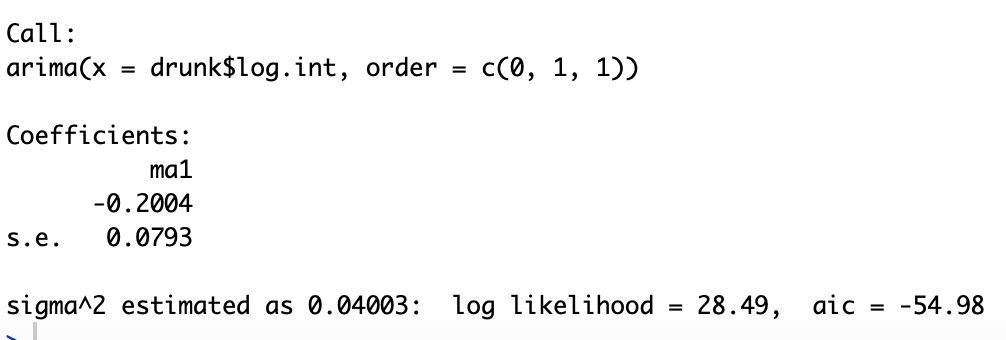 Call:
arima(x = drunk$log.int, order = c(0, 1, 1))
Coefficients:
ma1
-0.2004
s.e. 0.0793
sigma^2 estimated as 0.04003: log likelihood = 28.49, aic = -54.98
>